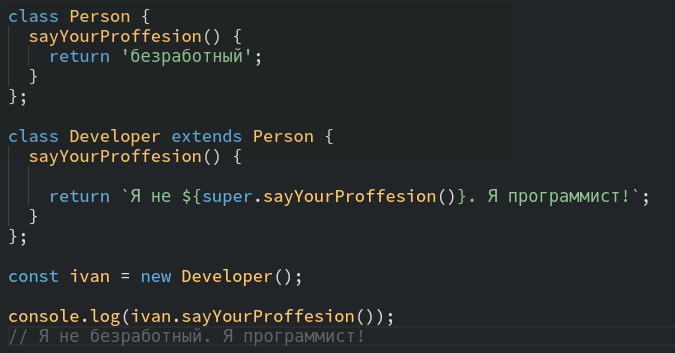 class Person {
  sayYourProffesion() {
    return 'безработный';
  }
};
class Developer extends Person {
  sayYourProffesion() {
    return `Я не ${super.sayYourProffesion()}. Я программист!`;
  }
};
const ivan = new Developer();
console.log(ivan.sayYourProffesion());
// Я не безработный. Я программист!